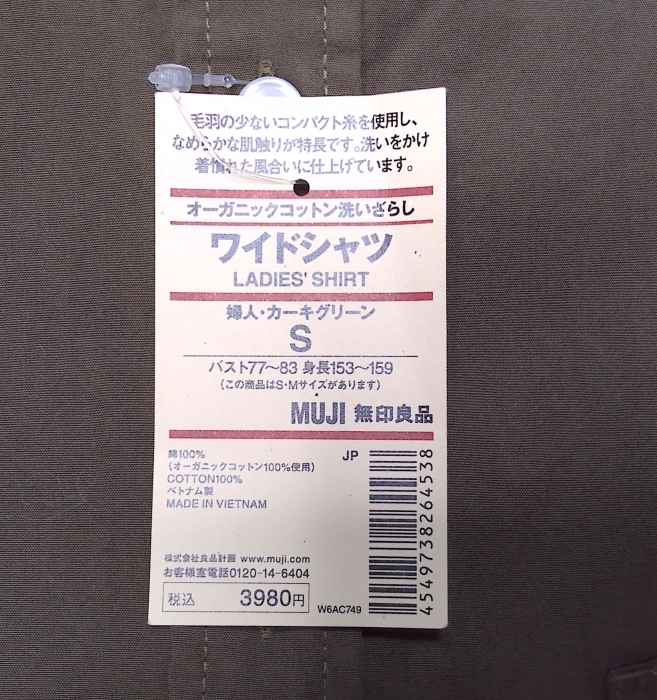 毛羽の少ないコンパクト糸を使用し、
なめらかな肌触りが特長です。洗いをかけ
着慣れた風合いに仕上げています。
オーガニックコットン洗いざらし
ワイドシャツ
LADIES' SHIRT
婦人・カーキグリーン
S
バスト77〜83 身長153〜159
(この商品はS・Mサイズがあります)
MUJI 無印良品
綿100%
(オーガニックコットン100%使用)
COTTON100%
ベトナム製
MADE IN VIETNAM
JP
4549738264538
株式会社良品計画 www.muji.com
お客様室電話0120-14-6404
税込 3980円
W6AC749